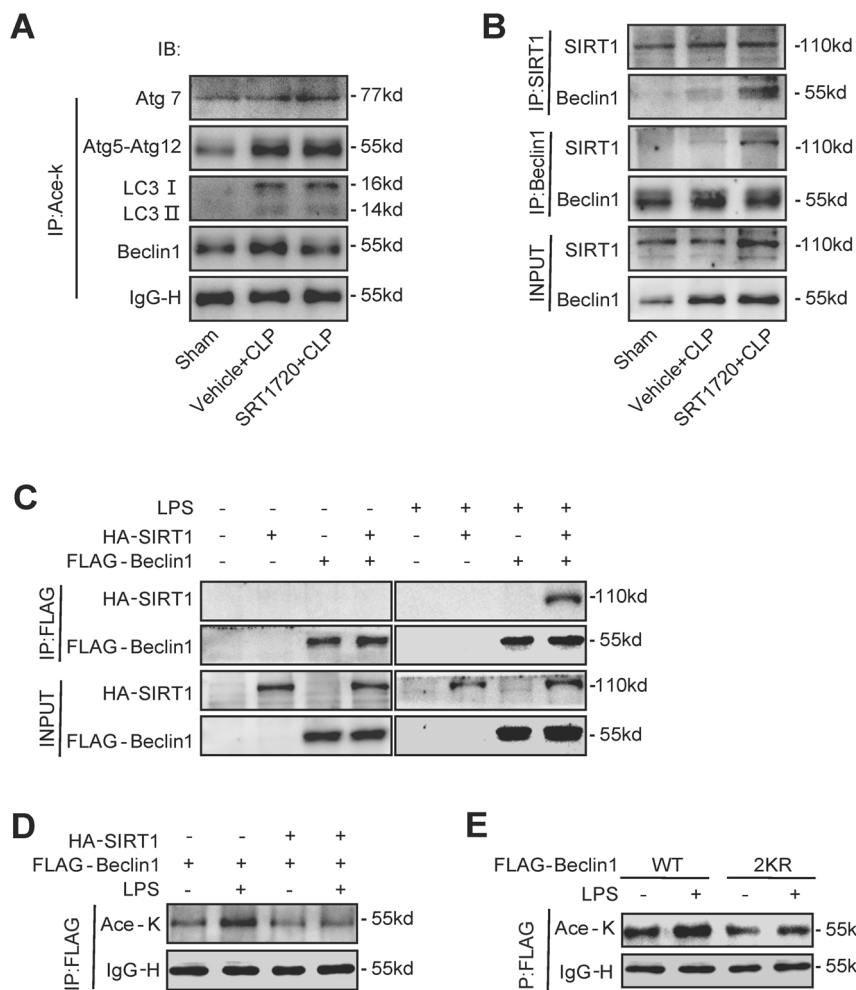 A
IB:
IP:Ace-k
Atg 7 - 77kd
Atg5-Atg12 - 55kd
LC3 Ⅰ - 16kd
LC3 Ⅱ - 14kd
Beclin1 - 55kd
IgG-H - 55kd
Sham
Vehicle+CLP
SRT1720+CLP
B
IP:SIRT1
SIRT1 -110kd
Beclin1 - 55kd
IP:Beclin1
SIRT1 -110kd
Beclin1 - 55kd
INPUT
SIRT1 -110kd
Beclin1 - 55kd
Sham
Vehicle+CLP
SRT1720+CLP
C
LPS - - - - + + + +
HA-SIRT1 - + - + - + - +
FLAG-Beclin1 - - + + - - + +
IP:FLAG
HA-SIRT1 -110kd
FLAG-Beclin1 - 55kd
INPUT
HA-SIRT1 -110kd
FLAG-Beclin1 - 55kd
D
HA-SIRT1 - - + +
FLAG-Beclin1 + + + +
LPS - + - +
IP:FLAG
Ace-K - 55kd
IgG-H - 55kd
E
FLAG-Beclin1 WT 2KR
LPS - + - +
P:FLAG
Ace-K - 55k
IgG-H - 55k